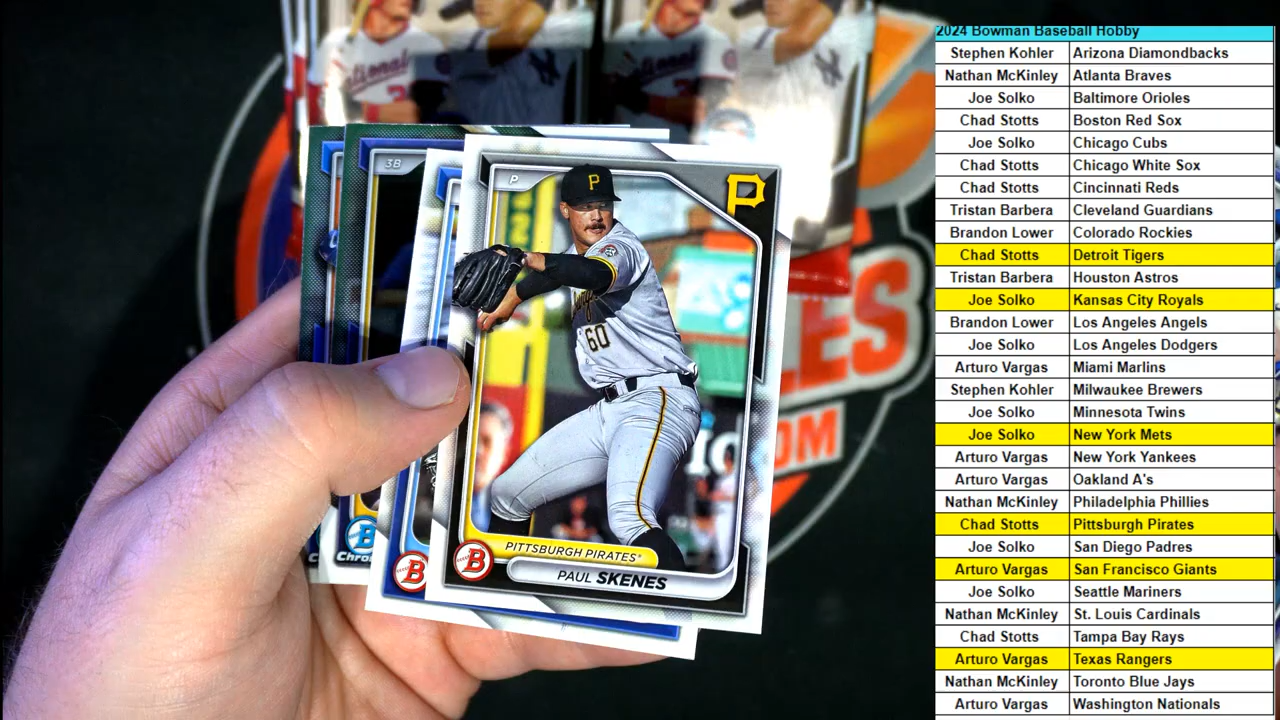 2024 Bowman Baseball Hobby
Stephen Kohler Arizona Diamondbacks
Nathan McKinley Atlanta Braves
Joe Solko Baltimore Orioles
Chad Stotts Boston Red Sox
Joe Solko Chicago Cubs
Chad Stotts Chicago White Sox
Chad Stotts Cincinnati Reds
Tristan Barbera Cleveland Guardians
Brandon Lower Colorado Rockies
Chad Stotts Detroit Tigers
Tristan Barbera Houston Astros
Joe Solko Kansas City Royals
Brandon Lower Los Angeles Angels
Joe Solko Los Angeles Dodgers
Arturo Vargas Miami Marlins
Stephen Kohler Milwaukee Brewers
Joe Solko Minnesota Twins
Joe Solko New York Mets
Arturo Vargas New York Yankees
Arturo Vargas Oakland A's
Nathan McKinley Philadelphia Phillies
Chad Stotts Pittsburgh Pirates
Joe Solko San Diego Padres
Arturo Vargas San Francisco Giants
Joe Solko Seattle Mariners
Nathan McKinley St. Louis Cardinals
Chad Stotts Tampa Bay Rays
Arturo Vargas Texas Rangers
Nathan McKinley Toronto Blue Jays
Arturo Vargas Washington Nationals
3B
P
P
P
60
B
PITTSBURGH PIRATES
PAUL SKENES
B
B